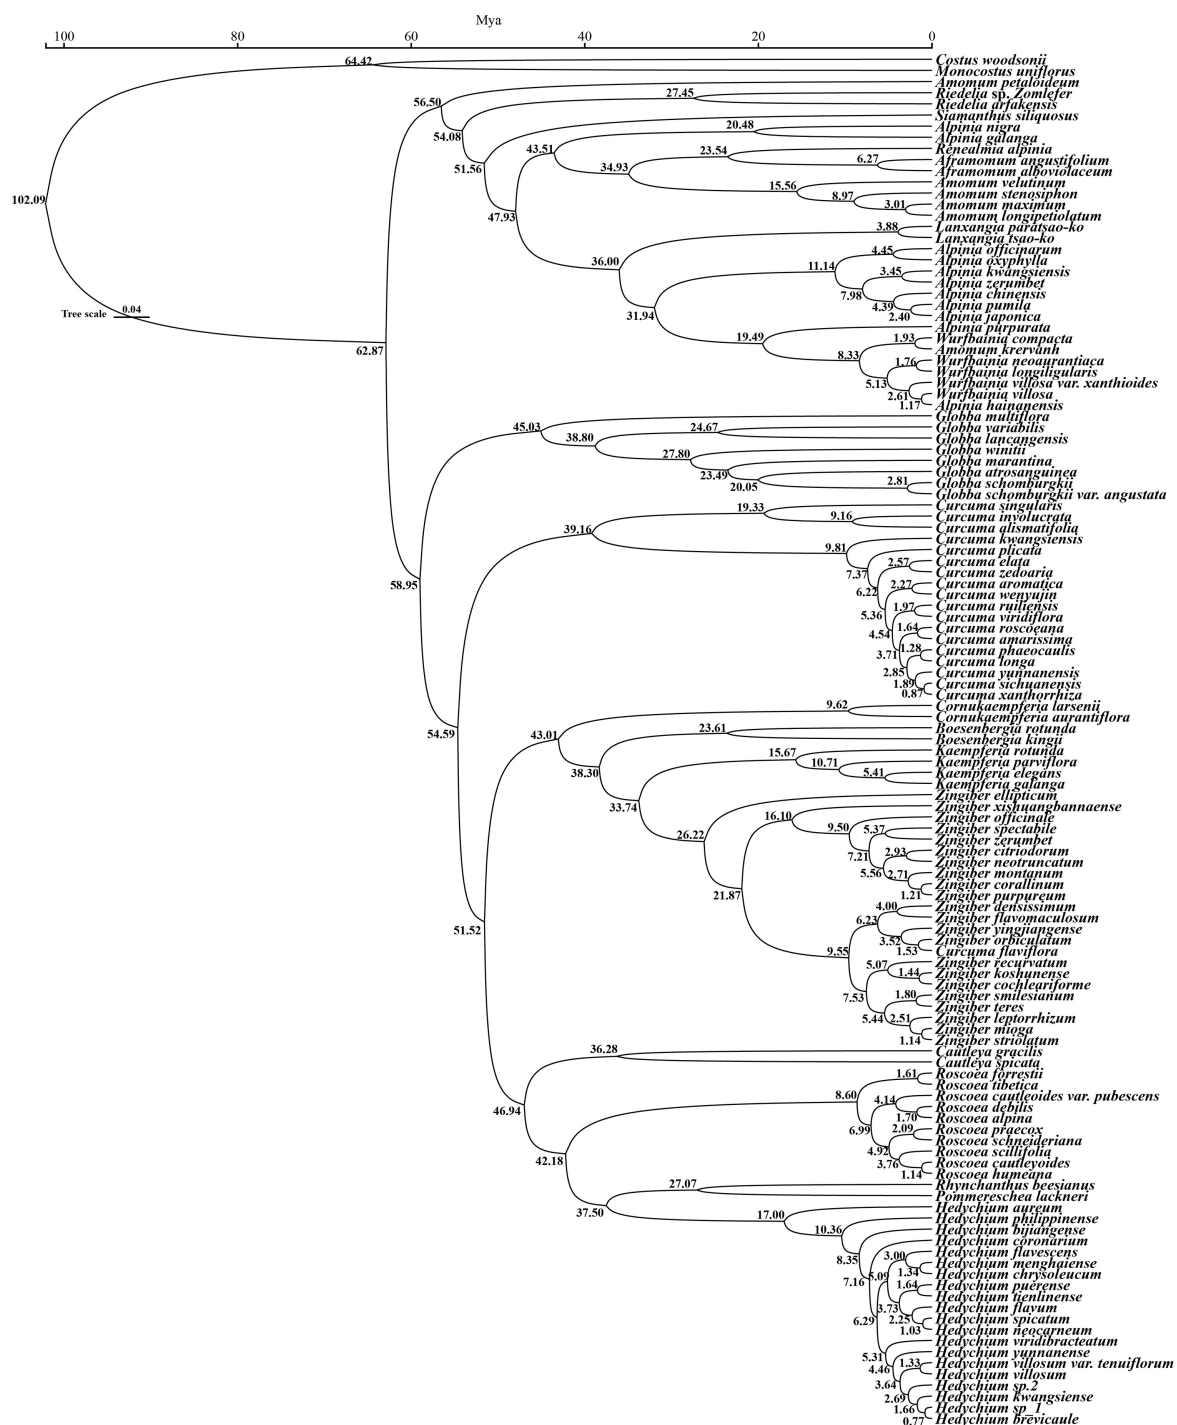 Mya
100 80 60 40 20 0
64.42 Costus woodsonii
Monocostus uniflorus
Amomum petaloideum
27.45 Riedelia sp. Zomlefer
56.50 Riedelia arfakensis
Siamanthus siliquosus
20.48 Alpinia nigra
54.08 Alpinia galanga
43.51 23.54 Renealmia alpinia
6.27 Aframomum angustifolium
51.56 34.93 Aframomum alboviolaceum
15.56 Amomum velutinum
8.97 Amomum stenosiphon
102.09 3.01 Amomum maximum
47.93 Amomum longipetiolatum
3.88 Lanxangia paratsao-ko
Lanxangia tsao-ko
4.45 Alpinia officinarum
36.00 11.14 Alpinia oxyphylla
3.45 Alpinia kwangsiensis
Alpinia zerumbet
7.98 Alpinia chinensis
4.39 Alpinia pumila
Tree scale 0.04 31.94 2.40 Alpinia japonica
Alpinia purpurata
19.49 1.93 Wurfbainia compacta
62.87 Amomum krervanh
8.33 1.76 Wurfbainia neoaurantiaca
Wurfbainia longiligularis
5.13 Wurfbainia villosa var. xanthioides
2.61 Wurfbainia villosa
1.17 Alpinia hainanensis
Globba multiflora
45.03 24.67 Globba variabilis
38.80 Globba lancangensis
27.80 Globba winitii
Globba marantina
23.49 Globba atrosanguinea
20.05 2.81 Globba schomburgkii
Globba schomburgkii var. angustata
19.33 Curcuma singularis
9.16 Curcuma involucrata
39.16 Curcuma alismatifolia
9.81 Curcuma kwangsiensis
Curcuma plicata
2.57 Curcuma elata
7.37 Curcuma zedoaria
58.95 2.27 Curcuma aromatica
6.22 Curcuma wenyujin
1.97 Curcuma ruiliensis
5.36 Curcuma viridiflora
1.64 Curcuma roscoeana
4.54 Curcuma amarissima
3.71 1.28 Curcuma phaeocaulis
Curcuma longa
2.85 Curcuma yunnanensis
1.89 Curcuma sichuanensis
0.87 Curcuma xanthorrhiza
9.62 Cornukaempferia larsenii
Cornukaempferia aurantiflora
54.59 43.01 23.61 Boesenbergia rotunda
Boesenbergia kingii
15.67 Kaempferia rotunda
38.30 10.71 Kaempferia parviflora
5.41 Kaempferia elegans
Kaempferia galanga
33.74 Zingiber ellipticum
Zingiber xishuangbannaense
16.10 Zingiber officinale
26.22 9.50 5.37 Zingiber spectabile
Zingiber zerumbet
7.21 2.93 Zingiber citriodorum
Zingiber neotruncatum
5.56 2.71 Zingiber montanum
Zingiber corallinum
21.87 1.21 Zingiber purpureum
4.00 Zingiber densissimum
6.23 Zingiber flavomaculosum
51.52 Zingiber yingjiangense
3.52 Zingiber orbiculatum
9.55 1.53 Curcuma flaviflora
5.07 Zingiber recurvatum
1.44 Zingiber koshunense
7.53 Zingiber cochleariforme
1.80 Zingiber smilesianum
Zingiber teres
5.44 2.51 Zingiber leptorrhizum
Zingiber mioga
1.14 Zingiber striolatum
36.28 Cautleya gracilis
Cautleya spicata
1.61 Roscoea forrestii
Roscoea tibetica
8.60 4.14 Roscoea cautleoides var. pubescens
46.94 Roscoea debilis
1.70 Roscoea alpina
6.99 2.09 Roscoea praecox
Roscoea schneideriana
4.92 Roscoea scillifolia
42.18 3.76 Roscoea cautleyoides
1.14 Roscoea humeana
27.07 Rhynchanthus beesianus
Pommereschea lackneri
37.50 17.00 Hedychium aureum
Hedychium philippinense
10.36 Hedychium bijiangense
Hedychium coronarium
8.35 3.00 Hedychium flavescens
Hedychium menghaiense
7.16 5.09 1.34 Hedychium chrysoleucum
1.64 Hedychium puerense
Hedychium tienlinense
3.73 Hedychium flavum
6.29 2.25 Hedychium spicatum
1.03 Hedychium neocarneum
Hedychium viridibracteatum
5.31 Hedychium yunnanense
4.46 1.33 Hedychium villosum var. tenuiflorum
Hedychium villosum
3.64 Hedychium sp.2
2.69 Hedychium kwangsiense
1.66 Hedychium sp_1
0.77 Hedychium brevicaule